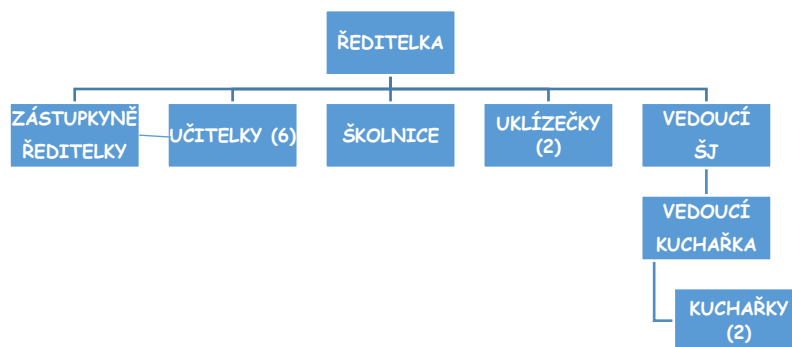 ŘEDITELKA
ZÁSTUPKYNĚ
ŘEDITELKY
UČITELKY (6)
ŠKOLNICE
UKLÍZEČKY
(2)
VEDOUCÍ
ŠJ
VEDOUCÍ
KUCHAŘKA
KUCHAŘKY
(2)